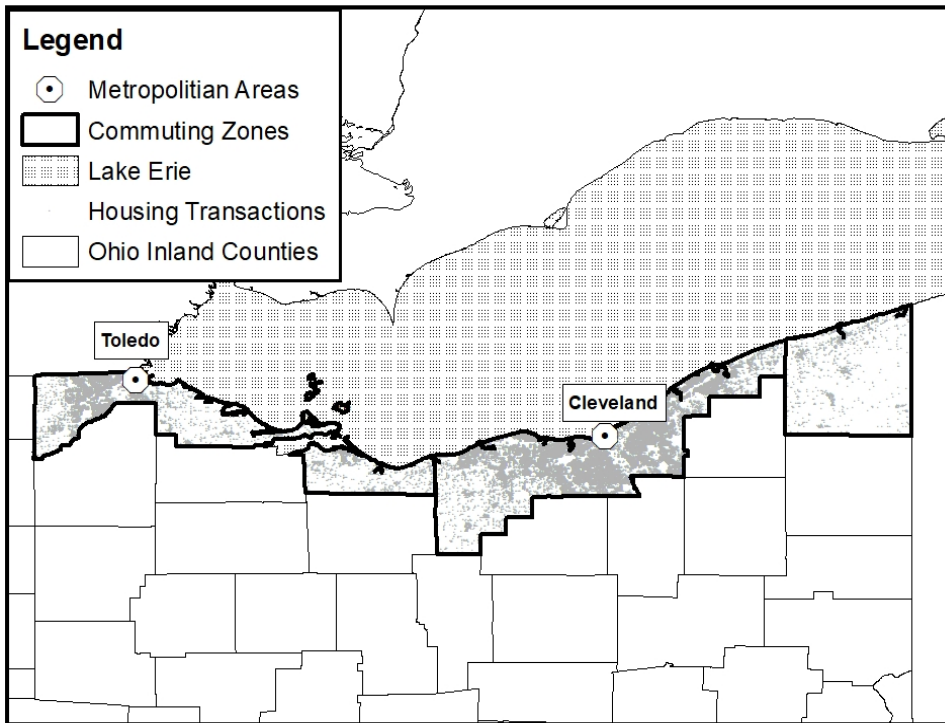 Legend
Metropolitian Areas
Commuting Zones
Lake Erie
Housing Transactions
Ohio Inland Counties
Toledo
Cleveland